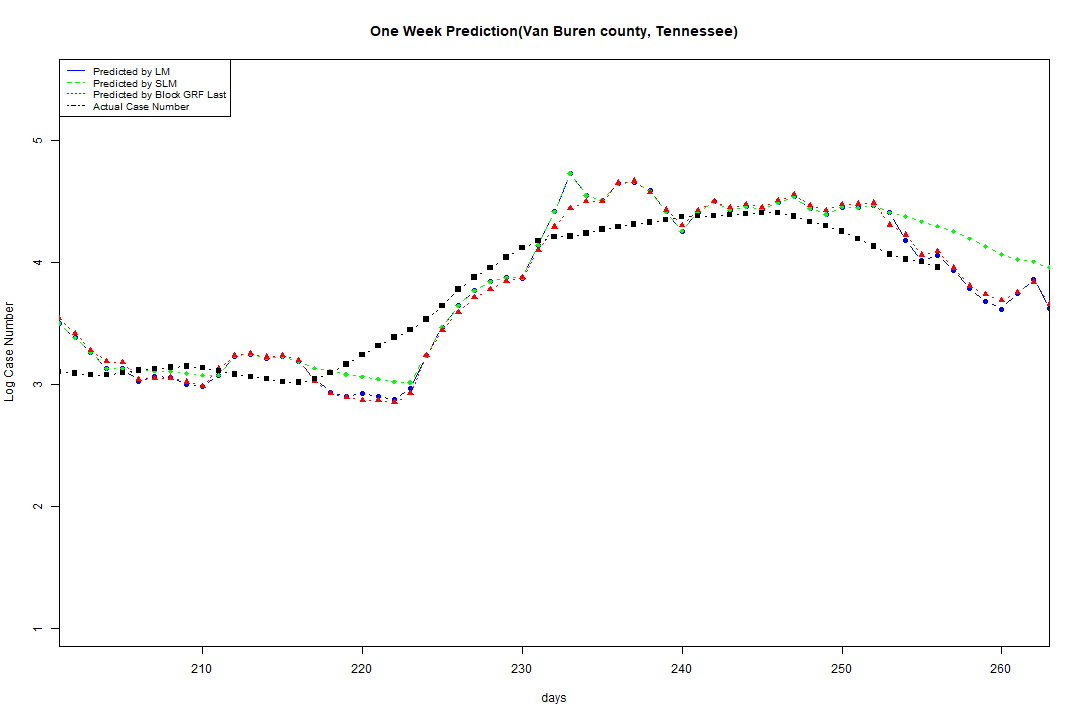 One Week Prediction(Van Buren county, Tennessee)
Predicted by LM
Predicted by SLM
Predicted by Block GRF Last
Actual Case Number
5
4
3
2
1
Log Case Number
210 220 230 240 250 260
days